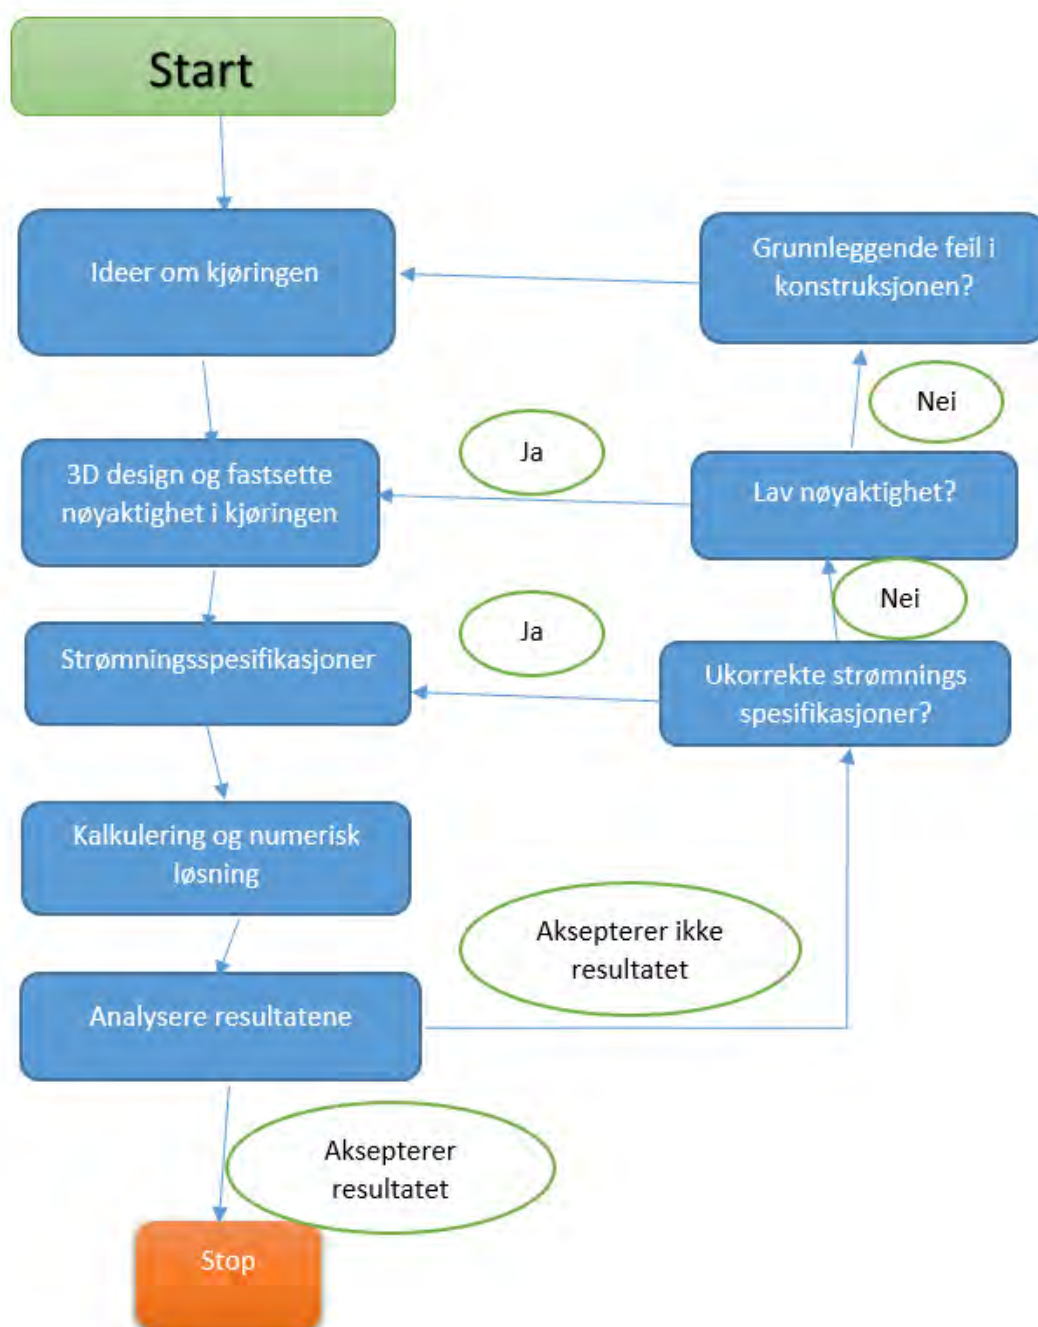 Start
Ideer om kjøringen
Grunnleggende feil i
konstruksjonen?
Nei
Ja
3D design og fastsette
nøyaktighet i kjøringen
Lav nøyaktighet?
Nei
Ja
Strømningsspesifikasjoner
Ukorrekte strømnings
spesifikasjoner?
Kalkulering og numerisk
løsning
Aksepterer ikke
resultatet
Analysere resultatene
Aksepterer
resultatet
Stop